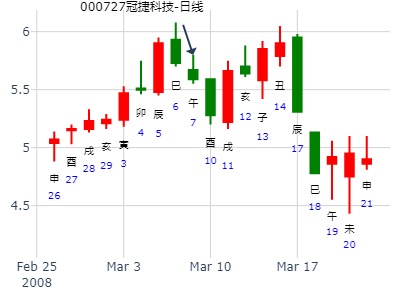 000727冠捷科技-日线
6
5.5
5
4.5
申
26
酉
27
戌
28
亥
29
寅
3
卯
4
辰
5
巳
6
午
7
酉
10
戌
11
亥
12
子
13
丑
14
辰
17
巳
18
午
19
未
20
申
21
Feb 25
2008
Mar 3
Mar 10
Mar 17